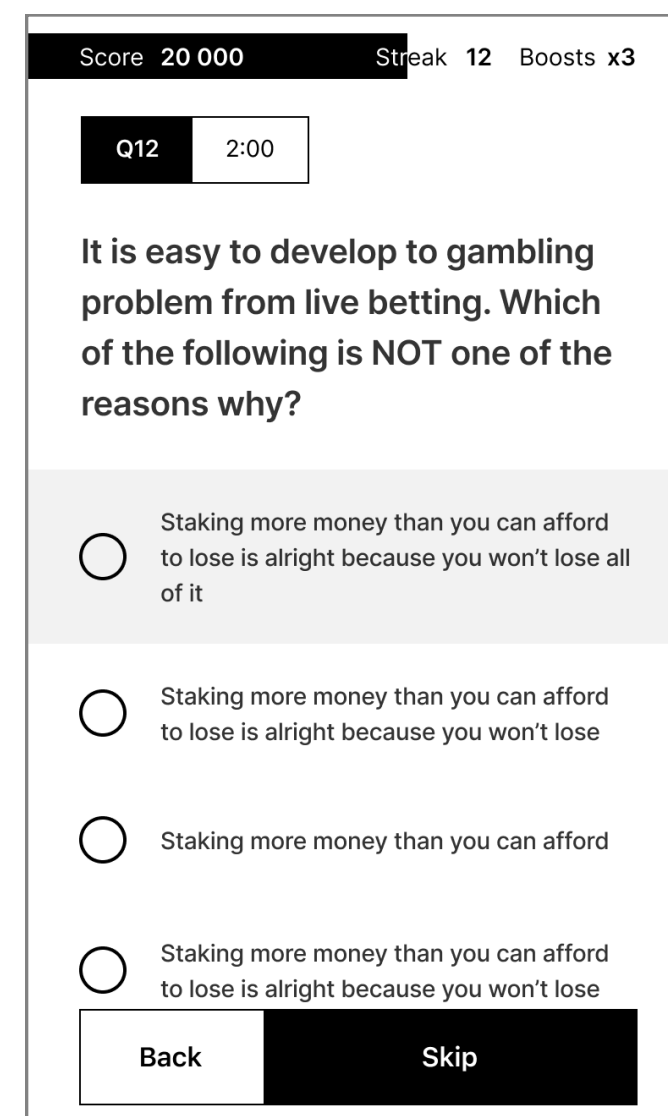 Score 20 000 Streak 12 Boosts x3
Q12 2:00
It is easy to develop to gambling
problem from live betting. Which
of the following is NOT one of the
reasons why?
Staking more money than you can afford
to lose is alright because you won’t lose all
of it
Staking more money than you can afford
to lose is alright because you won’t lose
Staking more money than you can afford
Staking more money than you can afford
to lose is alright because you won’t lose
Back Skip